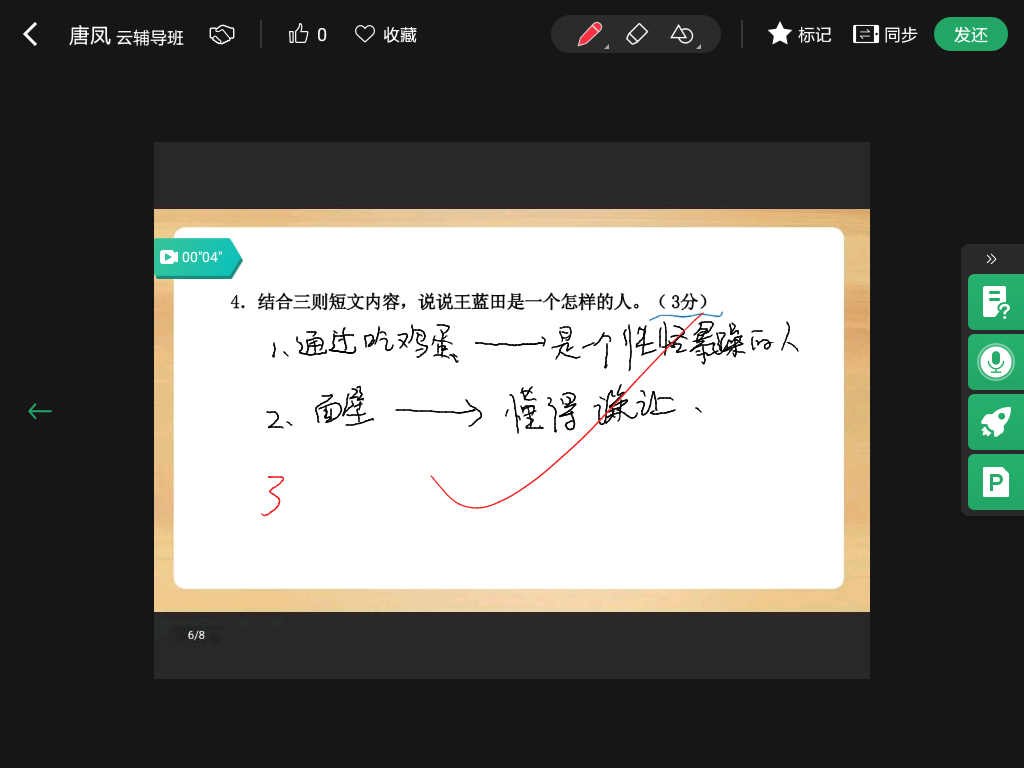 唐凤 云辅导班 0 收藏 标记 同步 发还
00"04"
4. 结合三则短文内容，说说王蓝田是一个怎样的人。（3分）
1、通过吃鸡蛋 → 是一个性格暴躁的人
2、面壁 → 懂得谦让、
3
P
6/8